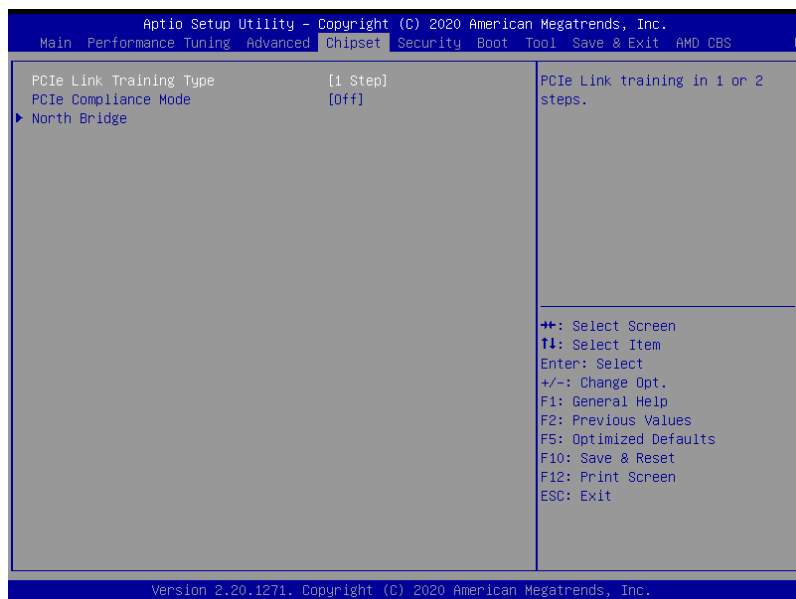 Aptio Setup Utility – Copyright (C) 2020 American Megatrends, Inc.
Main Performance Tuning Advanced Chipset Security Boot Tool Save & Exit AMD CBS
PCIe Link Training Type [1 Step]
PCIe Compliance Mode [Off]
North Bridge
PCIe Link training in 1 or 2
steps.
→←: Select Screen
↑↓: Select Item
Enter: Select
+/-: Change Opt.
F1: General Help
F2: Previous Values
F5: Optimized Defaults
F10: Save & Reset
F12: Print Screen
ESC: Exit
Version 2.20.1271. Copyright (C) 2020 American Megatrends, Inc.